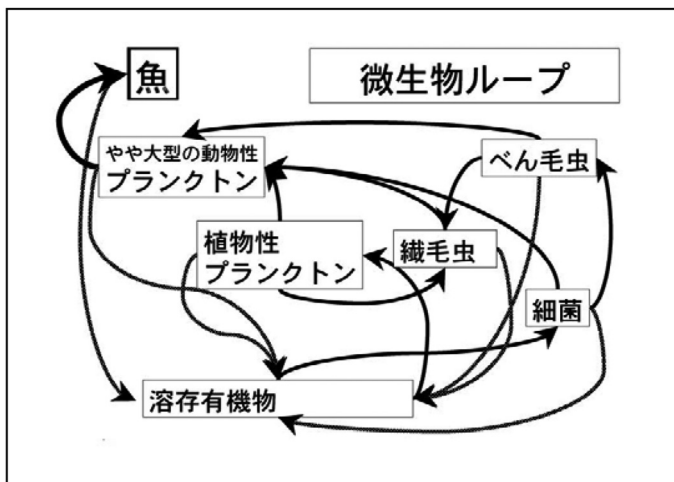 魚
微生物ループ
やや大型の動物性
プランクトン
べん毛虫
植物性
プランクトン
繊毛虫
細菌
溶存有機物